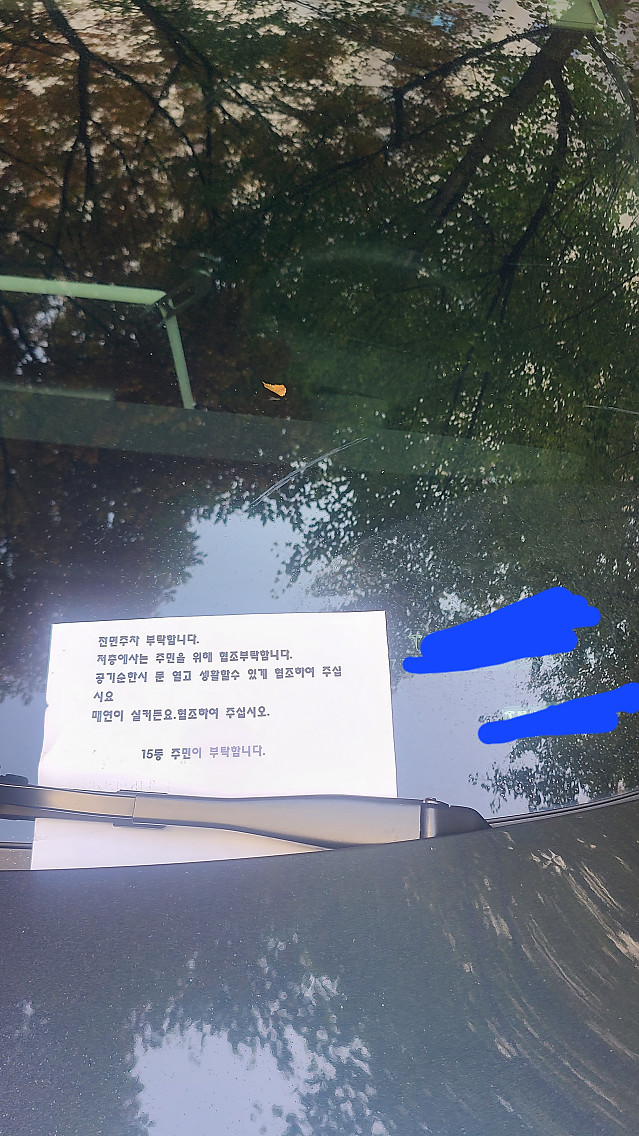 전면주차 부탁합니다.
저층에사는 주민을 위해 협조부탁합니다.
공기순환시 문 열고 생활할수 있게 협조하여 주십
시요
매연이 실커든요.협조하여 주십시오.
15동 주민이 부탁합니다.